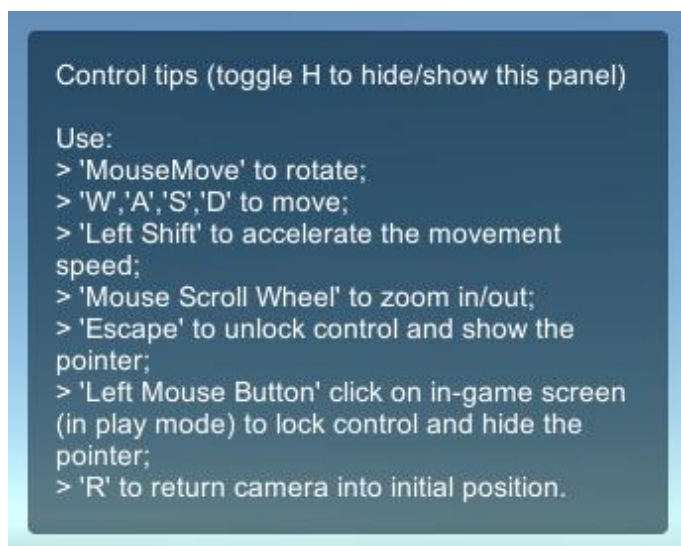 Control tips (toggle H to hide/show this panel)
Use:
> 'MouseMove' to rotate;
> 'W','A','S','D' to move;
> 'Left Shift' to accelerate the movement
speed;
> 'Mouse Scroll Wheel' to zoom in/out;
> 'Escape' to unlock control and show the
pointer;
> 'Left Mouse Button' click on in-game screen
(in play mode) to lock control and hide the
pointer;
> 'R' to return camera into initial position.